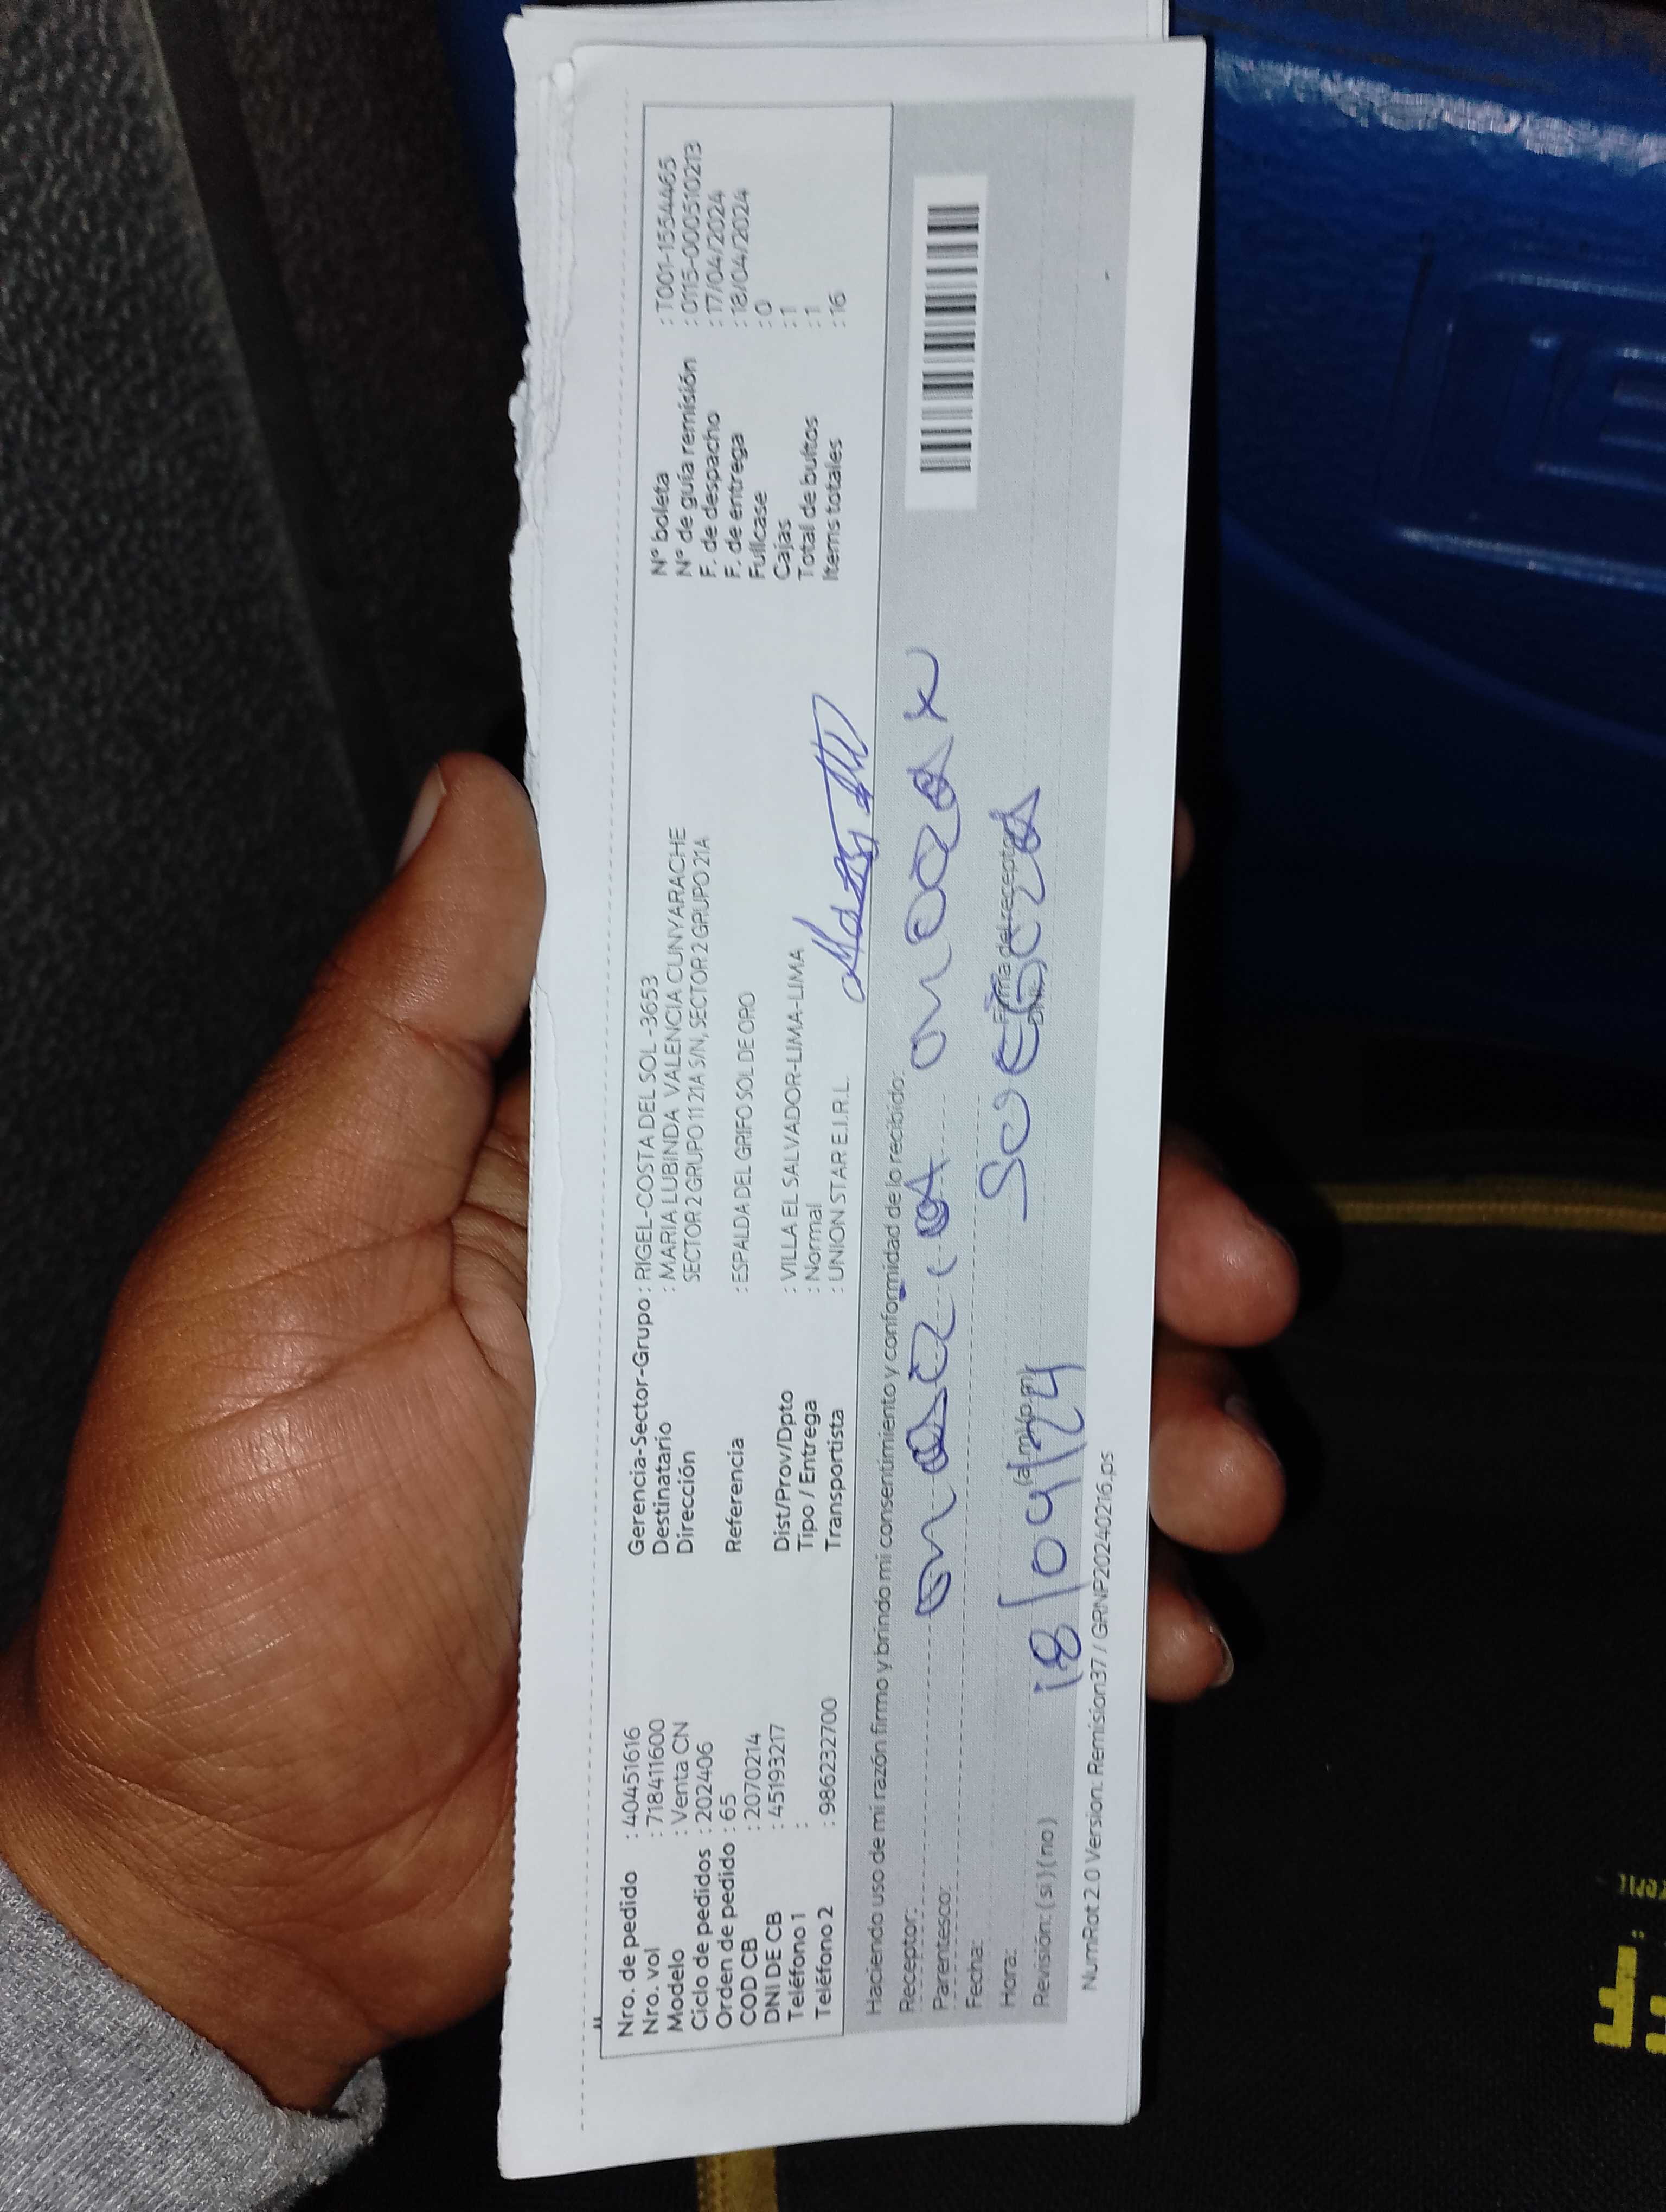 Nro. de pedido : 40451616
Nro. vol : 718411600
Modelo : Venta CN
Ciclo de pedidos : 202406
Orden de pedido : 65
COD CB : 2070214
DNI DE CB : 45193217
Teléfono 1 :
Teléfono 2 : 986232700
Gerencia-Sector-Grupo : RIGEL-COSTA DEL SOL -3653
Destinatario : MARIA LUBINDA VALENCIA CUNYARACHE
Dirección SECTOR 2 GRUPO 11 21A S/N, SECTOR 2 GRUPO 21A
Referencia : ESPALDA DEL GRIFO SOL DE ORO
Dist/Prov/Dpto : VILLA EL SALVADOR-LIMA-LIMA
Tipo / Entrega : Normal
Transportista : UNION STAR E.I.R.L.
N° boleta : T001-1554465
N° de guía remisión : 0115-000510213
F. de despacho : 17/04/2024
F. de entrega : 18/04/2024
Fullcase : 0
Cajas : 1
Total de bultos : 1
Items totales : 16
Haciendo uso de mi razón firmo y brindo mi consentimiento y conformidad de lo recibido:
Receptor:
Parentesco:
Fecha:
Hora: (a.m)(p.m)
18/04/24
Firma del receptor
Revisión: ( si ) ( no )
NumRot 2.0 Version: Remision37 / GRNP20240216.ps